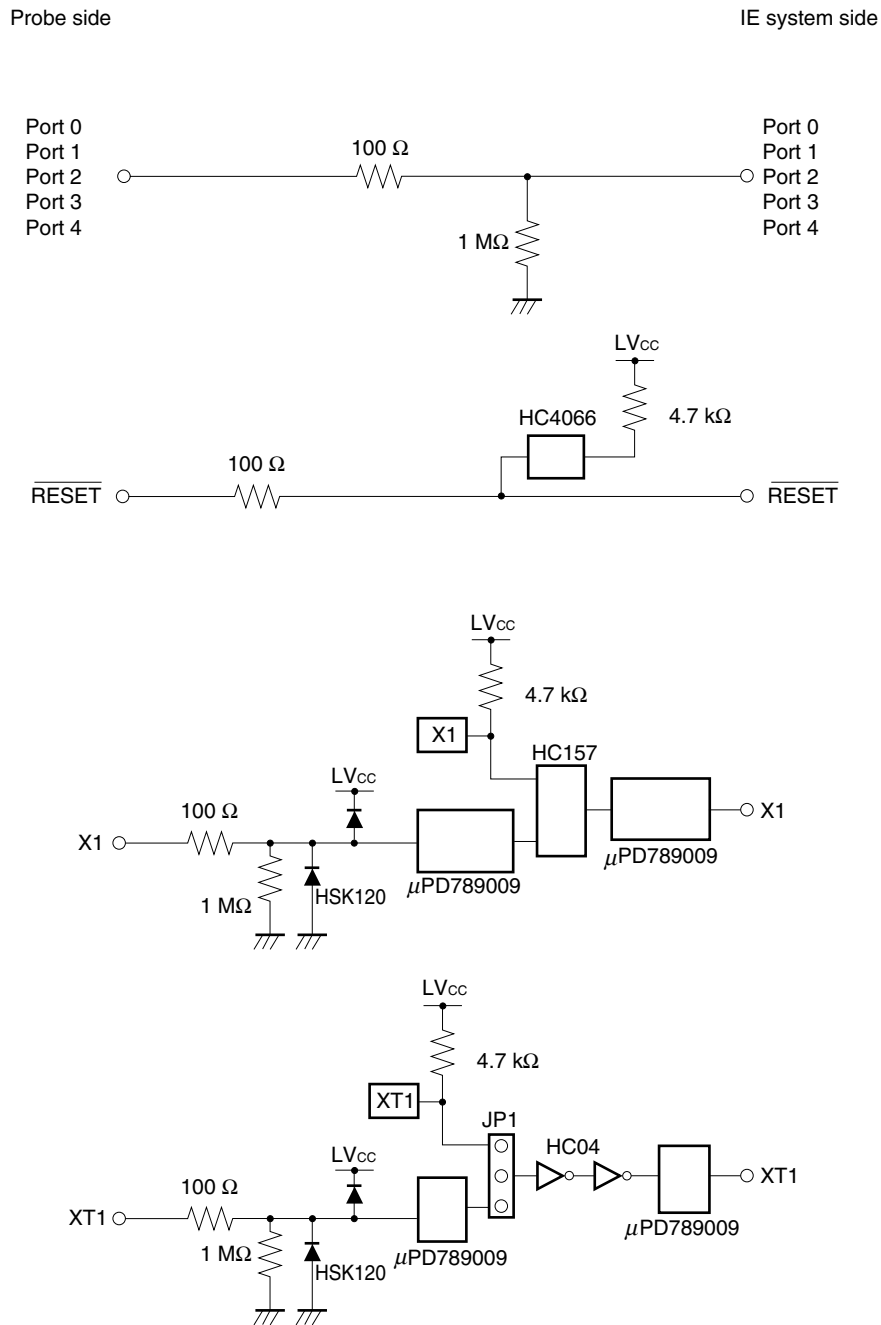 Probe side
IE system side
Port 0
Port 1
Port 2
Port 3
Port 4
100 Ω
1 MΩ
Port 0
Port 1
Port 2
Port 3
Port 4
LVCC
HC4066
4.7 kΩ
100 Ω
RESET
RESET
LVCC
4.7 kΩ
X1
HC157
LVCC
100 Ω
X1
X1
μPD789009
μPD789009
HSK120
1 MΩ
LVCC
4.7 kΩ
XT1
JP1
HC04
LVCC
100 Ω
XT1
XT1
μPD789009
μPD789009
1 MΩ
HSK120